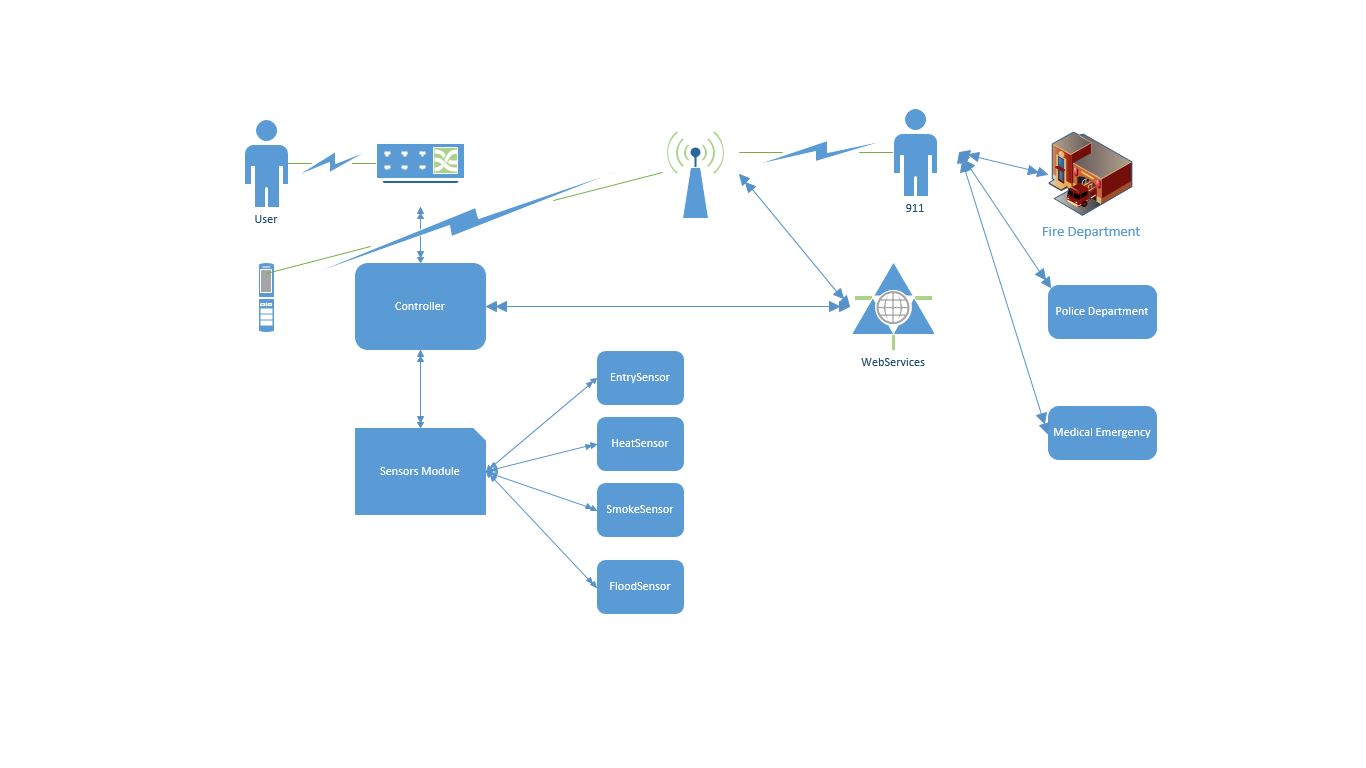 User
911
Fire Department
Controller
Police Department
WebServices
EntrySensor
HeatSensor
Medical Emergency
Sensors Module
SmokeSensor
FloodSensor